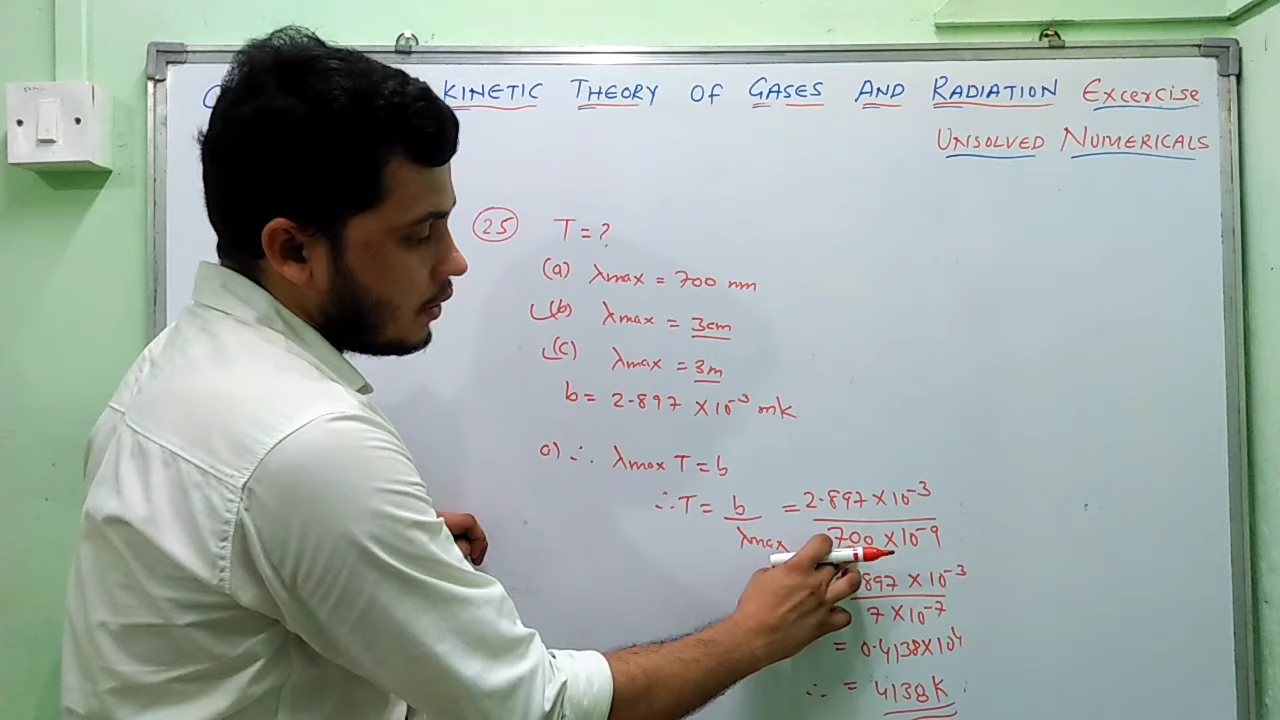 KINETIC THEORY Of GASES AND RADIATION Excercise
UNSOLVED NUMERICALS
25 T = ?
(a) λmax = 700 nm
(b) λmax = 3cm
(c) λmax = 3m
b = 2.897 × 10⁻³ mk
a) ∴ λmax T = b
∴ T = b / λmax = 2.897 × 10⁻³ / 700 × 10⁻⁹
897 × 10⁻³ / 7 × 10⁻⁷
= 0.4138 × 10⁴
∴ = 4138 K